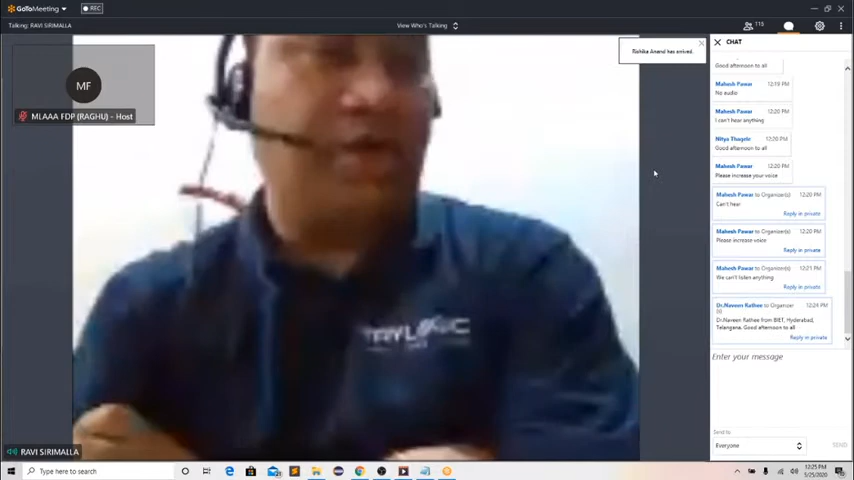 GoToMeeting
REC
Talking: RAVI SIRIMALLA
View Who's Talking
115
MF
MLAAA FDP (RAGHU) - Host
Rishika Anand has arrived.
CHAT
Good afternoon to all
Mahesh Pawar 12:19 PM
No audio
Mahesh Pawar 12:20 PM
I can't hear anything
Nitya Thagele 12:20 PM
Good afternoon to all
Mahesh Pawar 12:20 PM
Please increase your voice
Mahesh Pawar to Organizer(s) 12:20 PM
Can't hear
Reply in private
Mahesh Pawar to Organizer(s) 12:20 PM
Please increase voice
Reply in private
Mahesh Pawar to Organizer(s) 12:21 PM
We can't listen anything
Reply in private
Dr.Naveen Rathee to Organizer 12:24 PM
(s)
Dr.Naveen Rathee from BIET, Hyderabad,
Telangana. Good afternoon to all
Reply in private
Enter your message
Send to
Everyone
SEND
RAVI SIRIMALLA
Type here to search
12:25 PM
5/25/2020